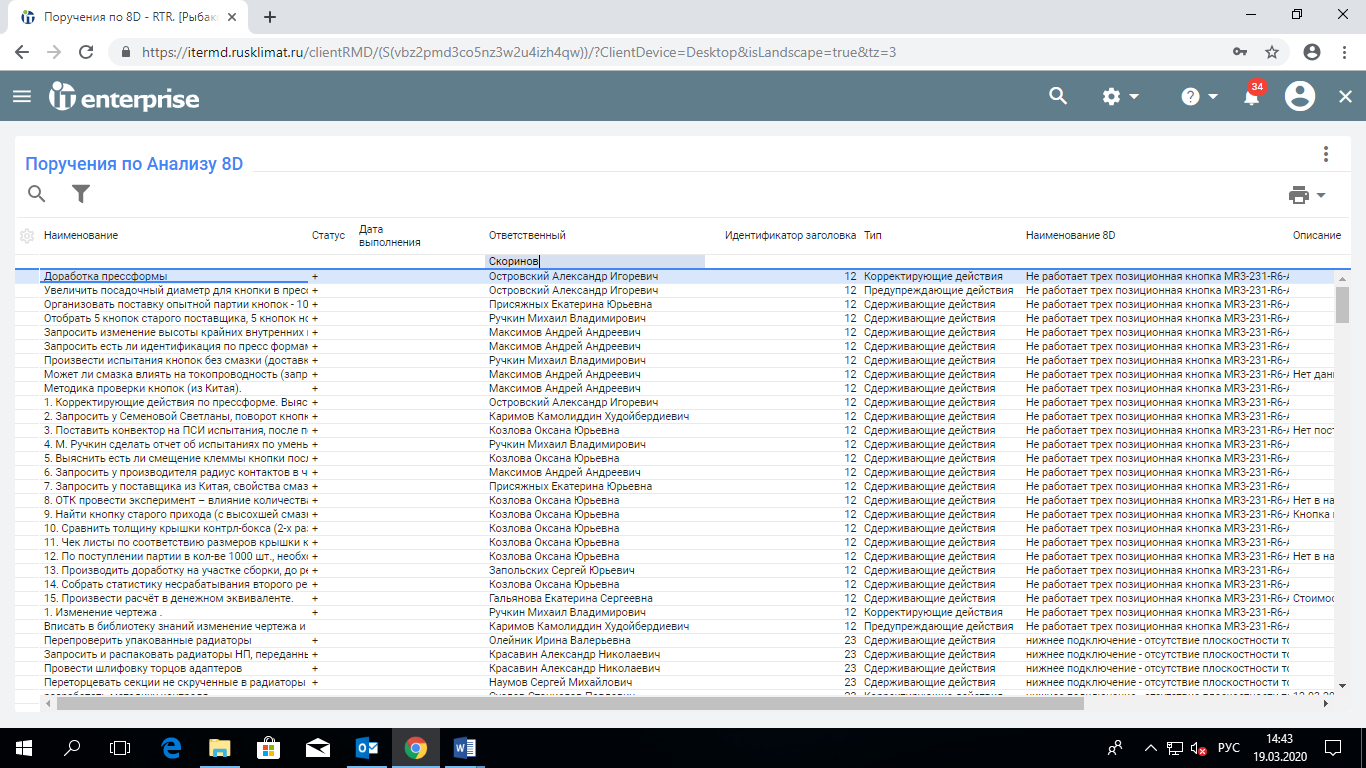 Поручения по 8D - RTR. [Рыбак
https://itermd.rusklimat.ru/clientRMD/(S(vbz2pmd3co5nz3w2u4izh4qw))/?ClientDevice=Desktop&isLandscape=true&tz=3
it enterprise
34
Поручения по Анализу 8D
Наименование Статус Дата выполнения Ответственный Идентификатор заголовка Тип Наименование 8D Описание
Скоринов
Доработка прессформы + Островский Александр Игоревич 12 Корректирующие действия Не работает трех позиционная кнопка MR3-231-R6-A
Увеличить посадочный диаметр для кнопки в пресс + Островский Александр Игоревич 12 Предупреждающие действия Не работает трех позиционная кнопка MR3-231-R6-A
Организовать поставку опытной партии кнопок - 10 + Присяжных Екатерина Юрьевна 12 Сдерживающие действия Не работает трех позиционная кнопка MR3-231-R6-A
Отобрать 5 кнопок старого поставщика, 5 кнопок но + Ручкин Михаил Владимирович 12 Сдерживающие действия Не работает трех позиционная кнопка MR3-231-R6-A
Запросить изменение высоты крайних внутренних + Максимов Андрей Андреевич 12 Сдерживающие действия Не работает трех позиционная кнопка MR3-231-R6-A
Запросить есть ли идентификация по пресс формам + Максимов Андрей Андреевич 12 Сдерживающие действия Не работает трех позиционная кнопка MR3-231-R6-A
Произвести испытания кнопок без смазки (доставк + Ручкин Михаил Владимирович 12 Сдерживающие действия Не работает трех позиционная кнопка MR3-231-R6-A
Может ли смазка влиять на токопроводность (запр + Максимов Андрей Андреевич 12 Сдерживающие действия Не работает трех позиционная кнопка MR3-231-R6-A Нет данн
Методика проверки кнопок (из Китая). + Максимов Андрей Андреевич 12 Сдерживающие действия Не работает трех позиционная кнопка MR3-231-R6-A
1. Корректирующие действия по прессформе. Выяс + Островский Александр Игоревич 12 Сдерживающие действия Не работает трех позиционная кнопка MR3-231-R6-A
2. Запросить у Семеновой Светланы, поворот кнопк + Каримов Камолиддин Худойбердиевич 12 Сдерживающие действия Не работает трех позиционная кнопка MR3-231-R6-A
3. Поставить конвектор на ПСИ испытания, после п + Козлова Оксана Юрьевна 12 Сдерживающие действия Не работает трех позиционная кнопка MR3-231-R6-A Нет пост
4. М. Ручкин сделать отчет об испытаниях по умень + Ручкин Михаил Владимирович 12 Сдерживающие действия Не работает трех позиционная кнопка MR3-231-R6-A
5. Выяснить есть ли смещение клеммы кнопки посл + Козлова Оксана Юрьевна 12 Сдерживающие действия Не работает трех позиционная кнопка MR3-231-R6-A
6. Запросить у производителя радиус контактов в ч + Максимов Андрей Андреевич 12 Сдерживающие действия Не работает трех позиционная кнопка MR3-231-R6-A
7. Запросить у поставщика из Китая, свойства смаз + Присяжных Екатерина Юрьевна 12 Сдерживающие действия Не работает трех позиционная кнопка MR3-231-R6-A
8. ОТК провести эксперимент – влияние количества + Козлова Оксана Юрьевна 12 Сдерживающие действия Не работает трех позиционная кнопка MR3-231-R6-A Нет в на
9. Найти кнопку старого прихода (с высохшей смаз + Козлова Оксана Юрьевна 12 Сдерживающие действия Не работает трех позиционная кнопка MR3-231-R6-A Кнопка
10. Сравнить толщину крышки контрл-бокса (2-х ра + Козлова Оксана Юрьевна 12 Сдерживающие действия Не работает трех позиционная кнопка MR3-231-R6-A
11. Чек листы по соответствию размеров крышки к + Козлова Оксана Юрьевна 12 Сдерживающие действия Не работает трех позиционная кнопка MR3-231-R6-A
12. По поступлении партии в кол-ве 1000 шт., необхо + Козлова Оксана Юрьевна 12 Сдерживающие действия Не работает трех позиционная кнопка MR3-231-R6-A Нет в на
13. Производить доработку на участке сборки, до ре + Запольских Сергей Юрьевич 12 Сдерживающие действия Не работает трех позиционная кнопка MR3-231-R6-A
14. Собрать статистику несрабатывания второго ре + Козлова Оксана Юрьевна 12 Сдерживающие действия Не работает трех позиционная кнопка MR3-231-R6-A
15. Произвести расчёт в денежном эквиваленте. + Гальянова Екатерина Сергеевна 12 Сдерживающие действия Не работает трех позиционная кнопка MR3-231-R6-A Стоимос
1. Изменение чертежа . + Ручкин Михаил Владимирович 12 Корректирующие действия Не работает трех позиционная кнопка MR3-231-R6-A
Вписать в библиотеку знаний изменение чертежа и + Каримов Камолиддин Худойбердиевич 12 Предупреждающие действия Не работает трех позиционная кнопка MR3-231-R6-A
Перепроверить упакованные радиаторы + Олейник Ирина Валерьевна 23 Сдерживающие действия нижнее подключение - отсутствие плоскостности то
Запросить и распаковать радиаторы НП, переданны + Красавин Александр Николаевич 23 Сдерживающие действия нижнее подключение - отсутствие плоскостности то
Провести шлифовку торцов адаптеров + Красавин Александр Николаевич 23 Сдерживающие действия нижнее подключение - отсутствие плоскостности то
Переторцевать секции не скрученные в радиаторы + Наумов Сергей Михайлович 23 Сдерживающие действия нижнее подключение - отсутствие плоскостности то
РУС
14:43
19.03.2020